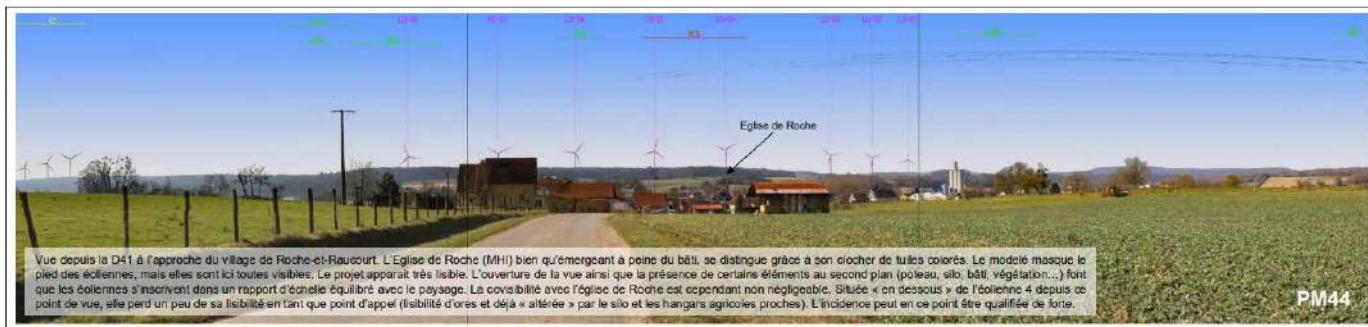 Eglise de Roche
Vue depuis la D41 à l'approche du village de Roche-et-Raucourt. L'Eglise de Roche (MHI) bien qu'émergeant à peine du bâti, se distingue grâce à son clocher de tuiles colorés. Le modelé masque le
pied des éoliennes, mais elles sont ici toutes visibles. Le projet apparait très lisible. L'ouverture de la vue ainsi que la présence de certains éléments au second plan (poteau, silo, bâti, végétation...) font
que les éoliennes s'inscrivent dans un rapport d'échelle équilibré avec le paysage. La covisibilité avec l'église de Roche est cependant non négligeable. Située « en dessous » de l'éolienne 4 depuis ce
point de vue, elle perd un peu de sa lisibilité en tant que point d'appel (lisibilité d'ores et déjà « altérée » par le silo et les hangars agricoles proches). L'incidence peut en ce point être qualifiée de forte.
PM44